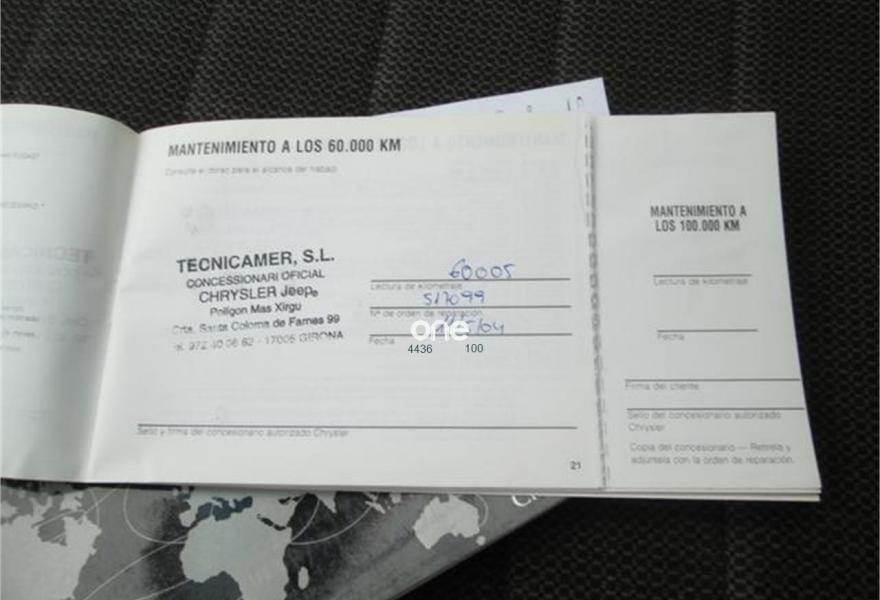 MANTENIMIENTO A LOS 60.000 KM
Consulte el dorso para el alcance del trabajo
TECNICAMER, S.L.
CONCESSIONARI OFICIAL
CHRYSLER Jeep
Polígon Mas Xirgu
Crta. Santa Coloma de Farnes 99
Tel. 972 40 06 62 - 17005 GIRONA
60005
Lectura de kilometraje
517099
Nº de orden de reparación
5/04
Fecha
one
4436 100
Sello y firma del concesionario autorizado Chrysler
21
MANTENIMIENTO A
LOS 100.000 KM
Lectura de kilometraje
Fecha
Firma del cliente
Sello del concesionario autorizado
Chrysler
Copia del concesionario — Retírela y
adjúntela con la orden de reparación.